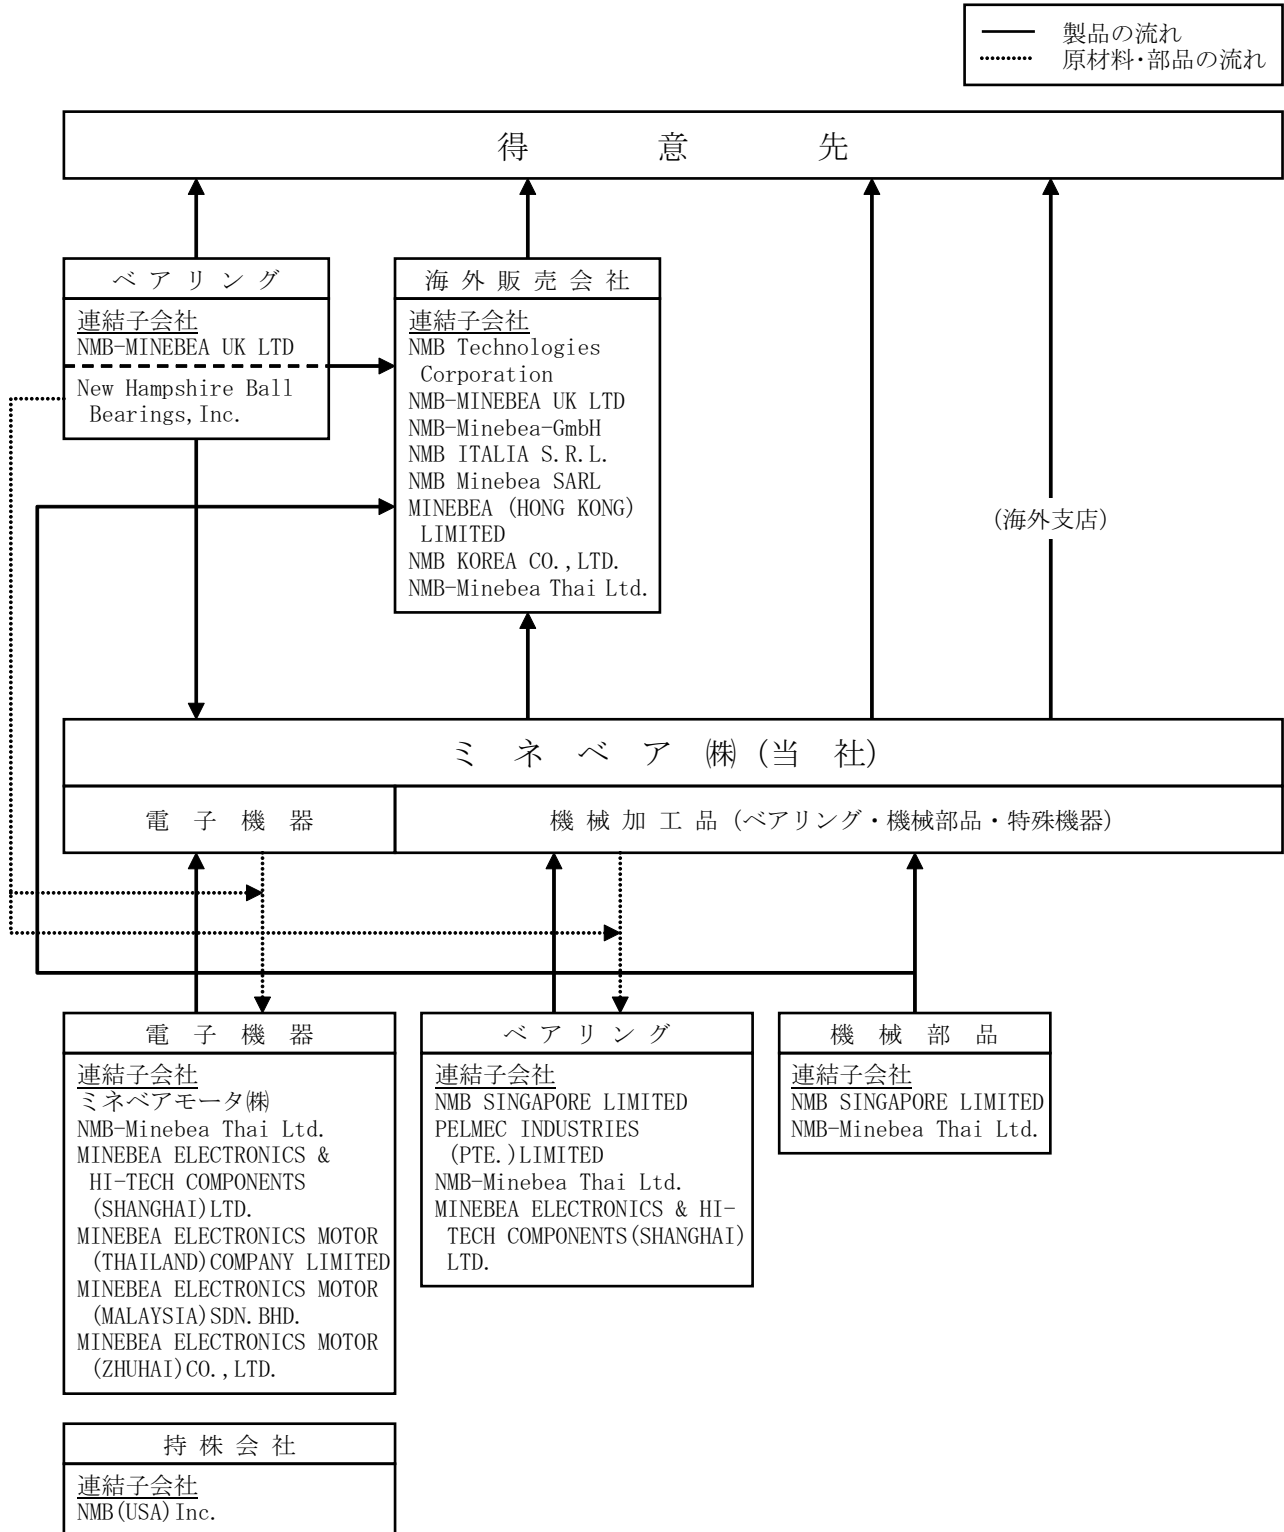 製品の流れ
原材料・部品の流れ
得意先
ベアリング
連結子会社
NMB-MINEBEA UK LTD
New Hampshire Ball
Bearings,Inc.
海外販売会社
連結子会社
NMB Technologies
Corporation
NMB-MINEBEA UK LTD
NMB-Minebea-GmbH
NMB ITALIA S.R.L.
NMB Minebea SARL
MINEBEA (HONG KONG)
LIMITED
NMB KOREA CO.,LTD.
NMB-Minebea Thai Ltd.
(海外支店)
ミネベア㈱(当社)
電子機器
機械加工品(ベアリング・機械部品・特殊機器)
電子機器
連結子会社
ミネベアモータ㈱
NMB-Minebea Thai Ltd.
MINEBEA ELECTRONICS &
HI-TECH COMPONENTS
(SHANGHAI)LTD.
MINEBEA ELECTRONICS MOTOR
(THAILAND)COMPANY LIMITED
MINEBEA ELECTRONICS MOTOR
(MALAYSIA)SDN.BHD.
MINEBEA ELECTRONICS MOTOR
(ZHUHAI)CO.,LTD.
ベアリング
連結子会社
NMB SINGAPORE LIMITED
PELMEC INDUSTRIES
(PTE.)LIMITED
NMB-Minebea Thai Ltd.
MINEBEA ELECTRONICS & HI-
TECH COMPONENTS(SHANGHAI)
LTD.
機械部品
連結子会社
NMB SINGAPORE LIMITED
NMB-Minebea Thai Ltd.
持株会社
連結子会社
NMB(USA)Inc.